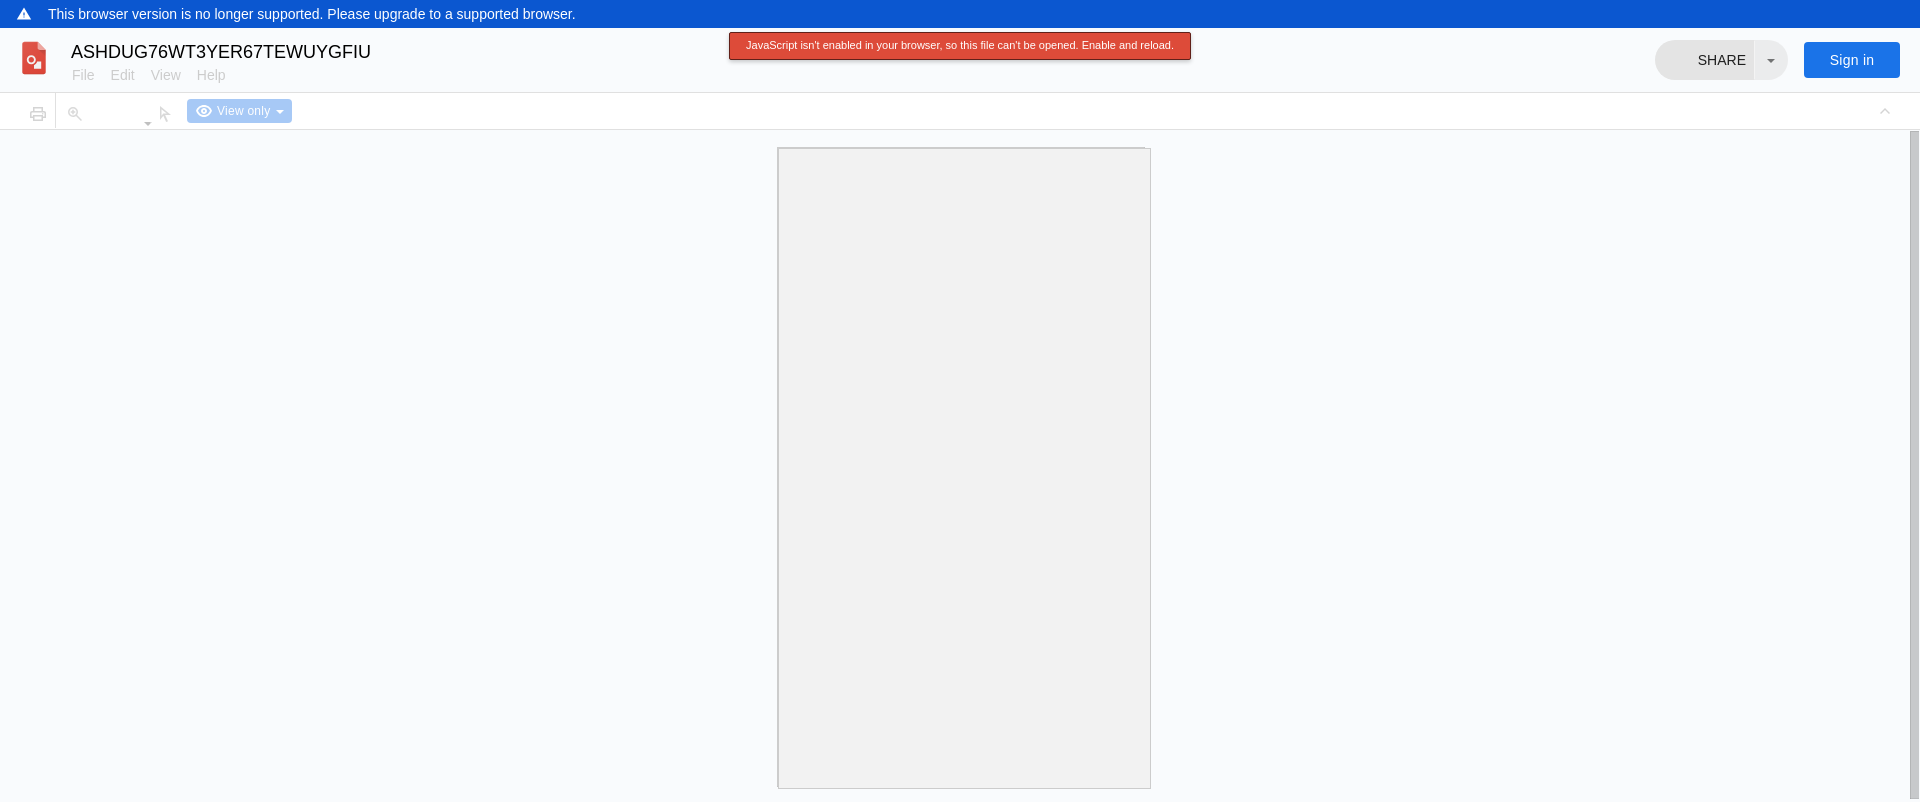 This browser version is no longer supported. Please upgrade to a supported browser.
ASHDUG76WT3YER67TEWUYGFIU
JavaScript isn't enabled in your browser, so this file can't be opened. Enable and reload.
File Edit View Help
SHARE
Sign in
View only